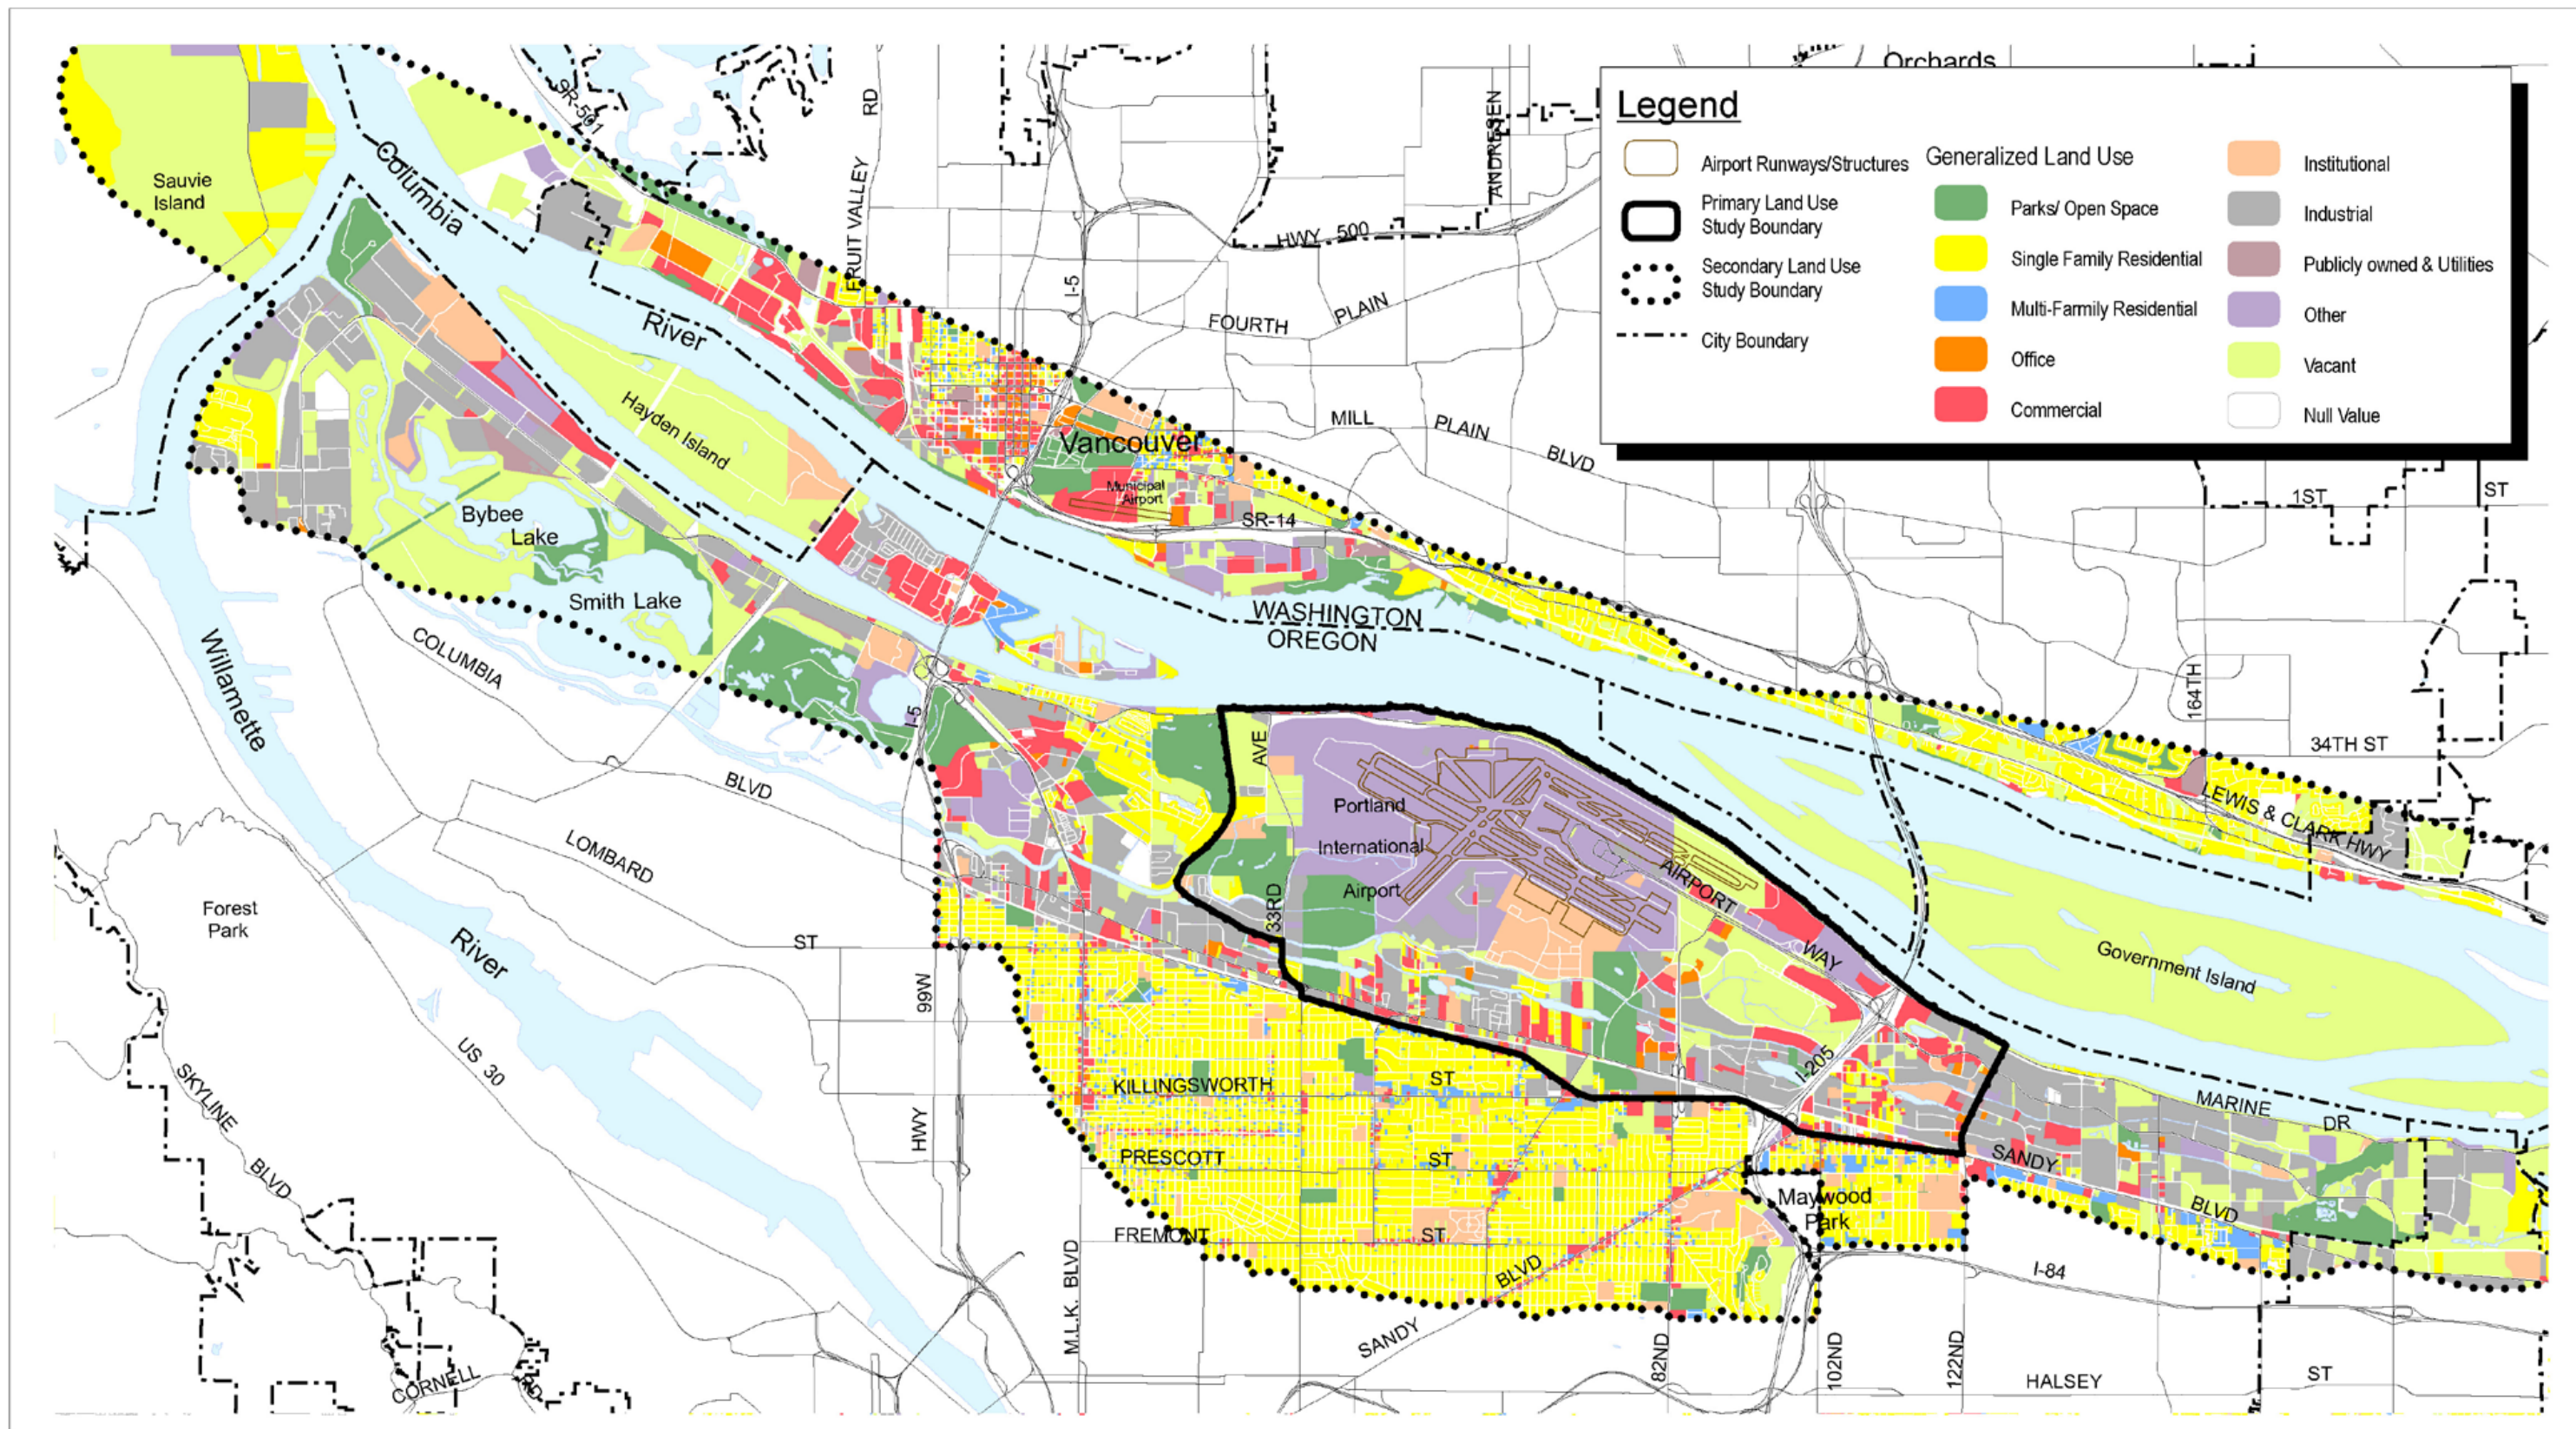 Orchards
Legend
Airport Runways/Structures
Primary Land Use
Study Boundary
Secondary Land Use
Study Boundary
City Boundary
Generalized Land Use
Parks/ Open Space
Single Family Residential
Multi-Farmily Residential
Office
Commercial
Institutional
Industrial
Publicly owned & Utilities
Other
Vacant
Null Value
SR-501
RD
FRUIT VALLEY
ANDRESEN
Sauvie
Island
Columbia
River
HWY 500
I-5
FOURTH
PLAIN
MILL
PLAIN
BLVD
1ST
ST
Hayden Island
Vancouver
Municipal
Airport
SR-14
Bybee
Lake
Smith Lake
WASHINGTON
OREGON
COLUMBIA
Willamette
164TH
34TH ST
I-5
AVE
BLVD
LEWIS & CLARK HWY
Portland
International
Airport
LOMBARD
AIRPORT
33RD
Forest
Park
ST
WAY
River
Government Island
99W
US 30
I-205
SKYLINE
KILLINGSWORTH
ST
MARINE
DR
HWY
PRESCOTT
ST
SANDY
BLVD
Maywood
Park
BLVD
FREMONT
ST
BLVD
M.L.K. BLVD
I-84
SANDY
82ND
102ND
122ND
CORNELL
RD
HALSEY
ST